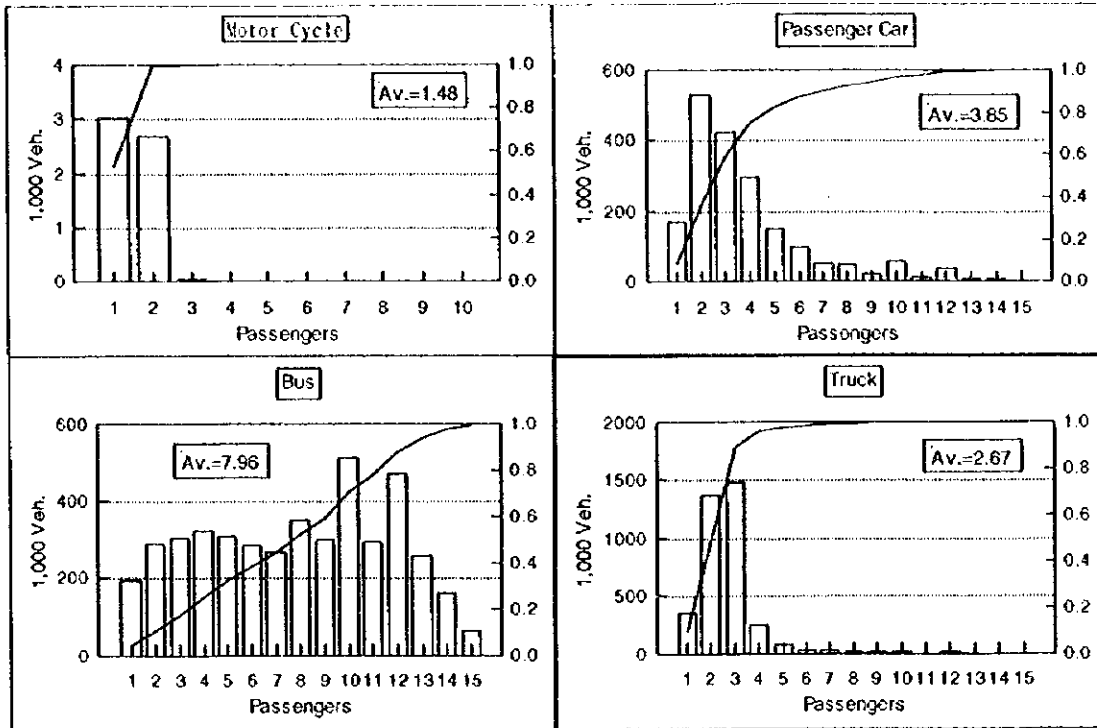 Motor Cycle
4
3
2
1
0
1.0
0.8
0.6
0.4
0.2
0.0
Av.=1.48
1,000 Veh.
1 2 3 4 5 6 7 8 9 10
Passengers
Passenger Car
600
400
200
0
1.0
0.8
0.6
0.4
0.2
0.0
Av.=3.85
1,000 Veh.
1 2 3 4 5 6 7 8 9 10 11 12 13 14 15
Passongers
Bus
600
400
200
0
1.0
0.8
0.6
0.4
0.2
0.0
Av.=7.96
1,000 Veh.
1 2 3 4 5 6 7 8 9 10 11 12 13 14 15
Passengers
Truck
2000
1500
1000
500
0
1.0
0.8
0.6
0.4
0.2
0.0
Av.=2.67
1,000 Veh.
1 2 3 4 5 6 7 8 9 10 11 12 13 14 15
Passengers